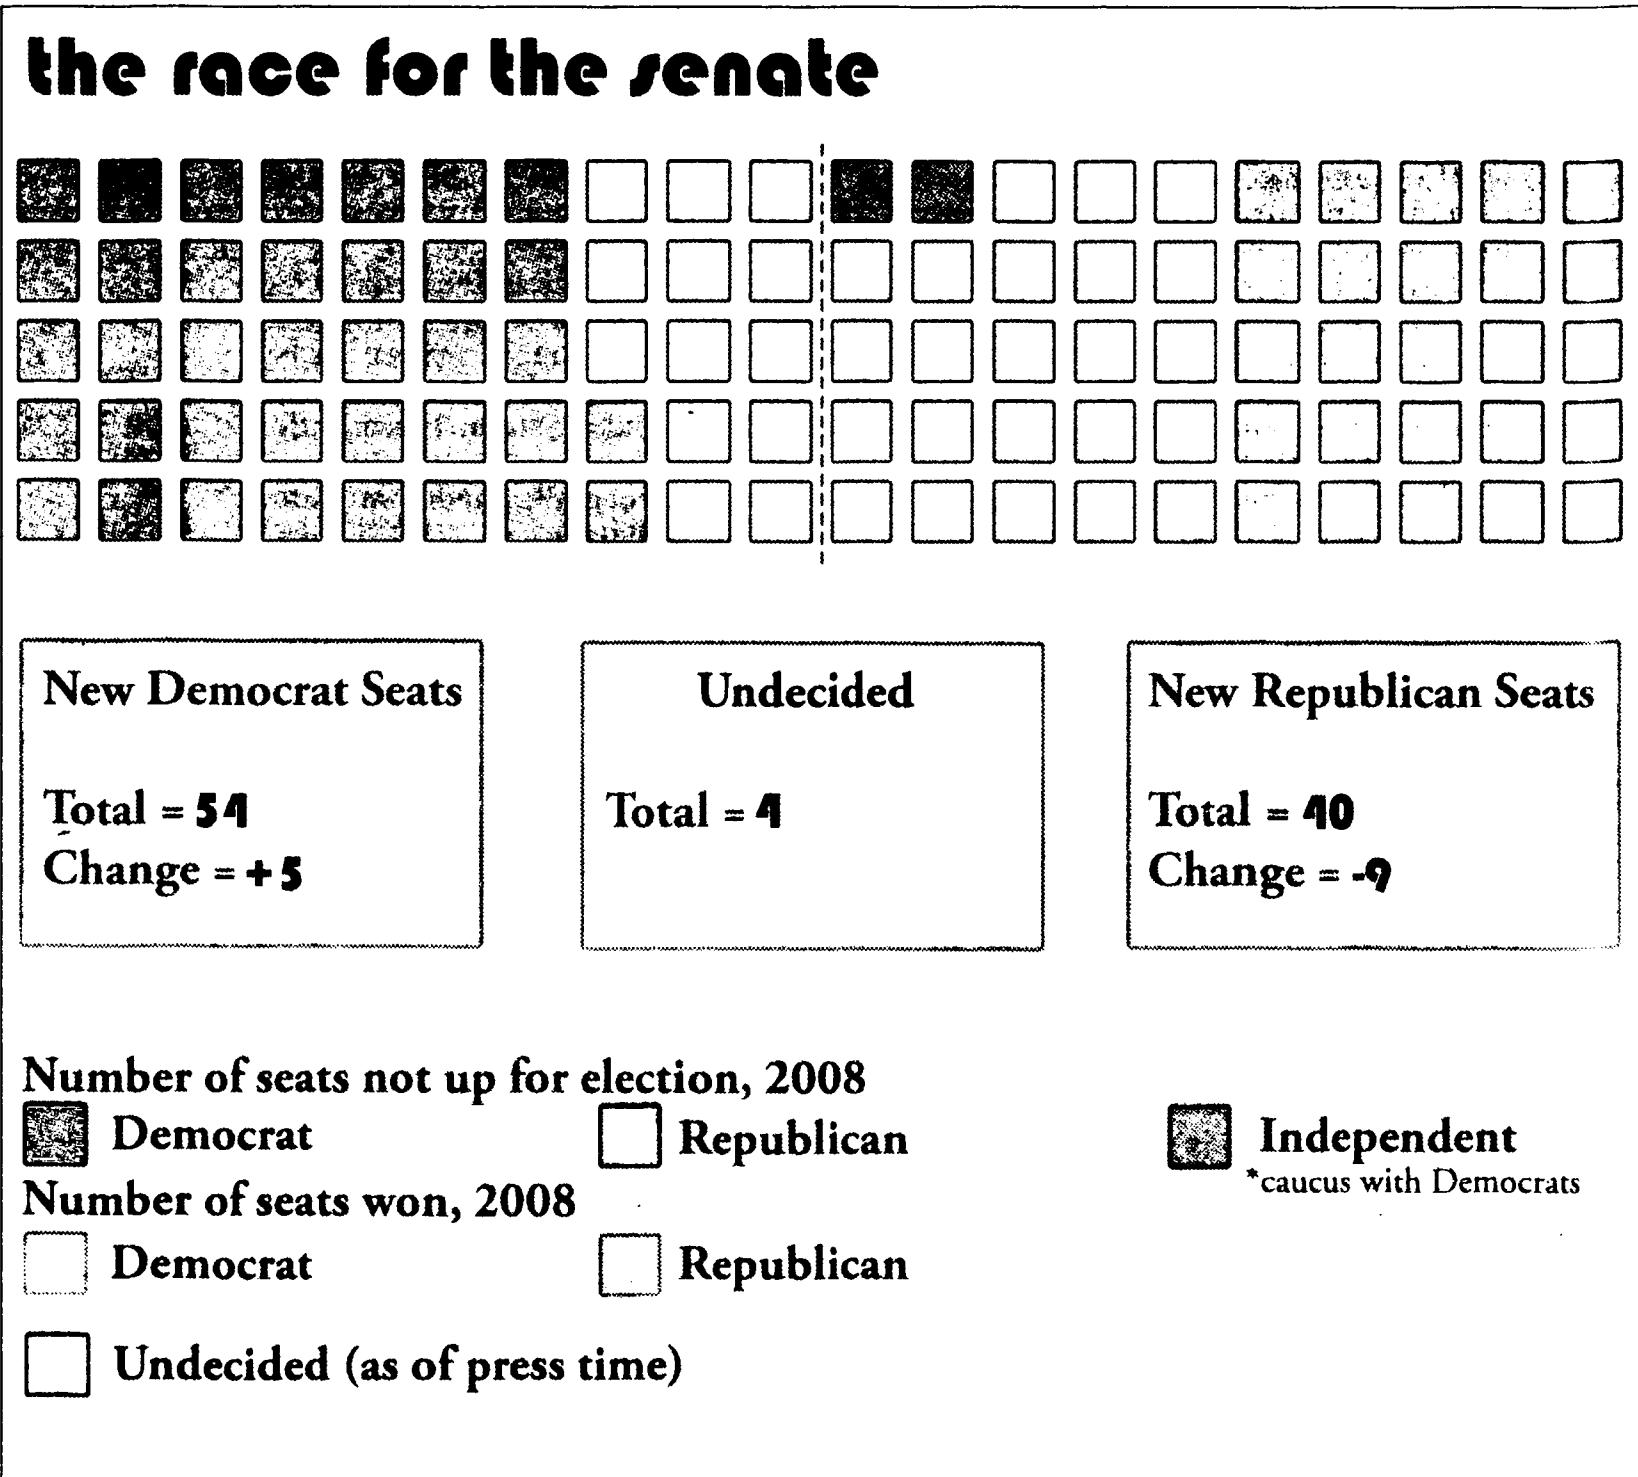 the race for the senate
New Democrat Seats
Total = 54
Change = +5
Undecided
Total = 4
New Republican Seats
Total = 40
Change = -9
Number of seats not up for election, 2008
Democrat
Republican
Independent
*caucus with Democrats
Number of seats won, 2008
Democrat
Republican
Undecided (as of press time)